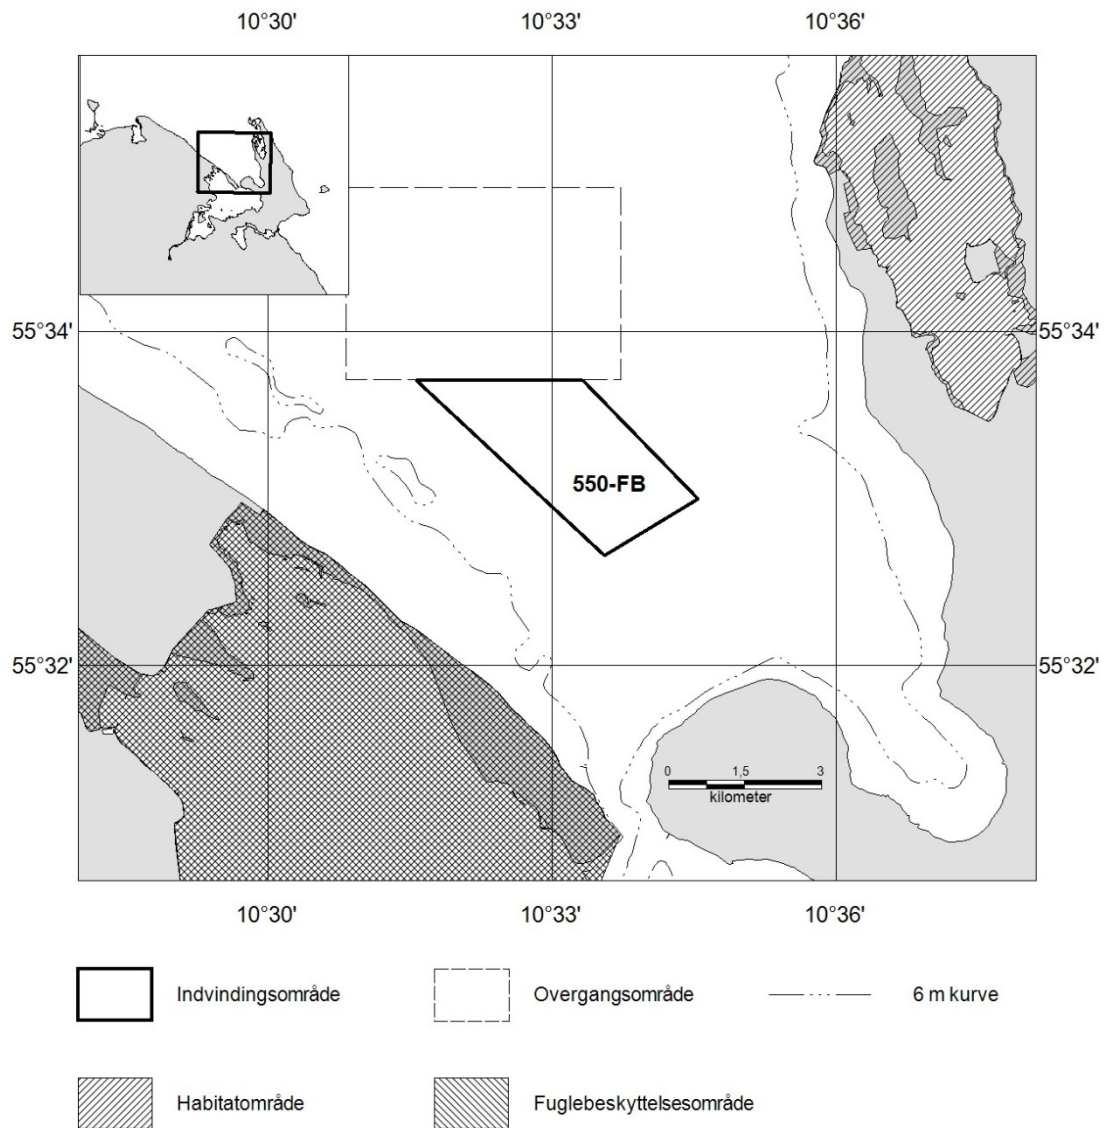 10°30' 10°33' 10°36'
55°34' 55°34'
550-FB
55°32' 55°32'
0 1,5 3
kilometer
10°30' 10°33' 10°36'
Indvindingsområde Overgangsområde 6 m kurve
Habitatområde Fuglebeskyttelsesområde